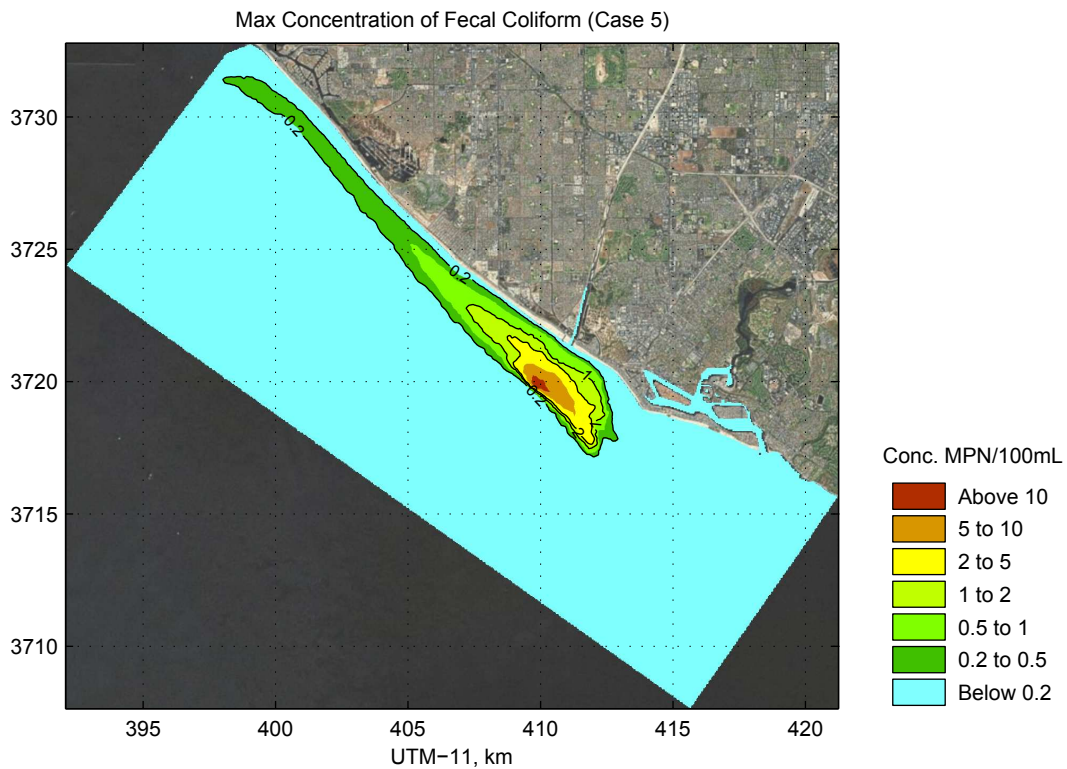 Max Concentration of Fecal Coliform (Case 5)
3730
3725
3720
3715
3710
0.2
0.2
1
0.2
1
2
395
400
405
410
415
420
UTM−11, km
Conc. MPN/100mL
Above 10
5 to 10
2 to 5
1 to 2
0.5 to 1
0.2 to 0.5
Below 0.2